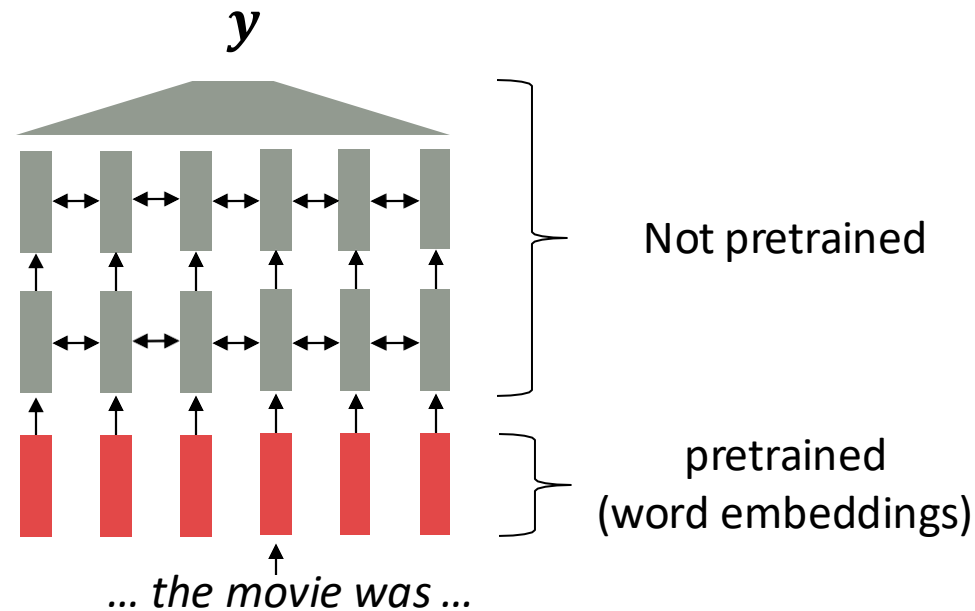 y
Not pretrained
pretrained
(word embeddings)
… the movie was …